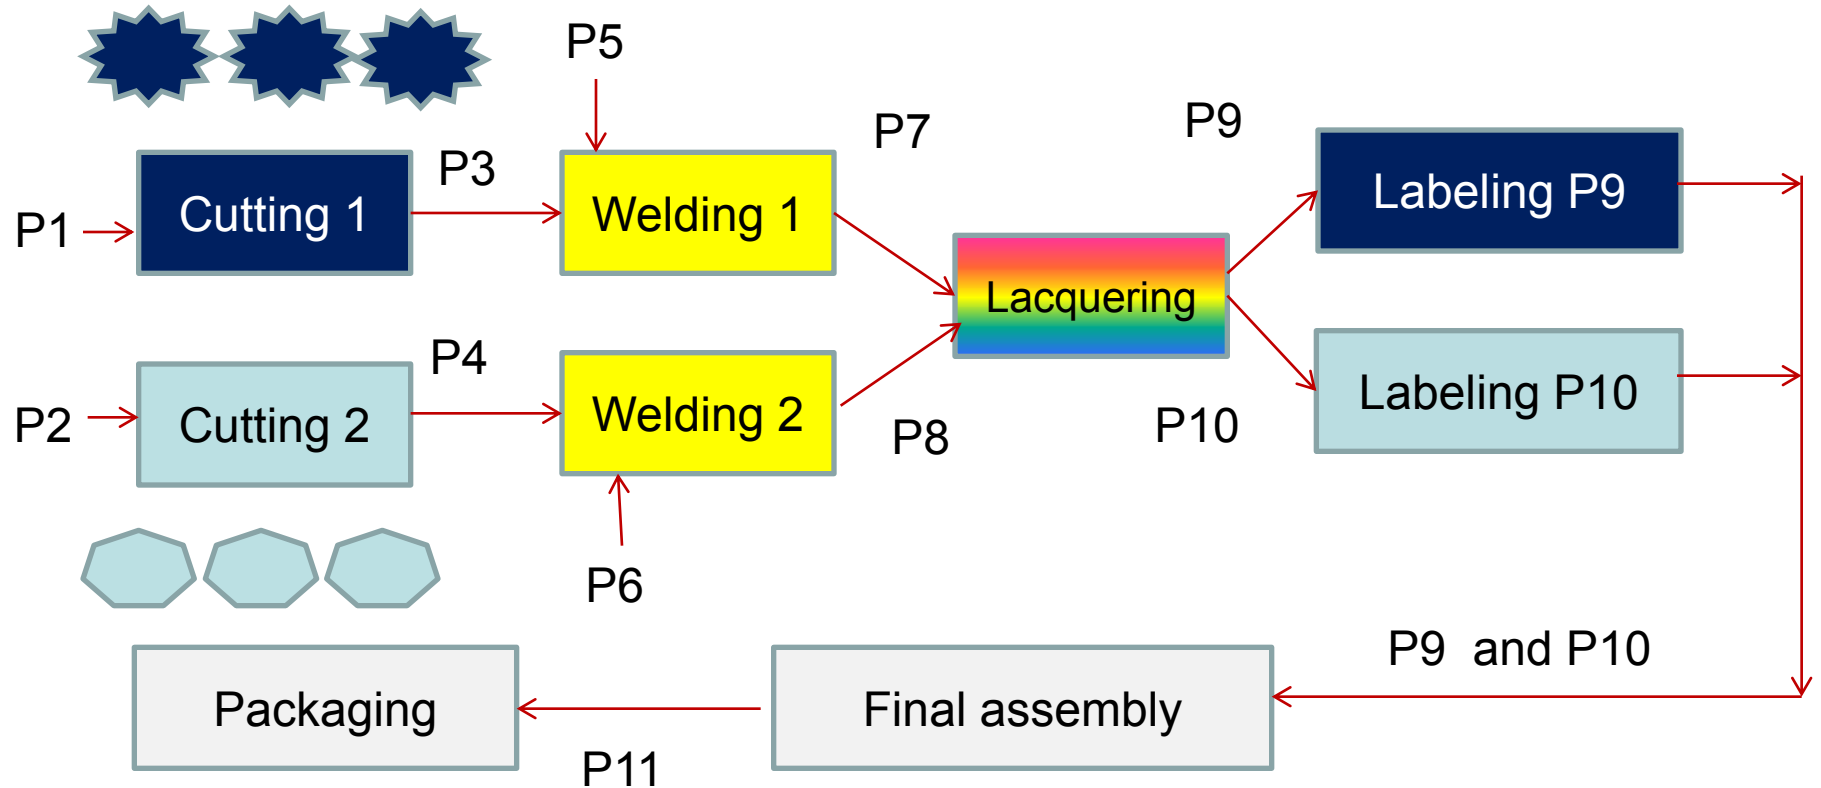 P5
P7
P9
P3
Cutting 1
Welding 1
Labeling P9
P1
Lacquering
P4
P2
Cutting 2
Welding 2
P8
P10
Labeling P10
P6
P9 and P10
Packaging
Final assembly
P11